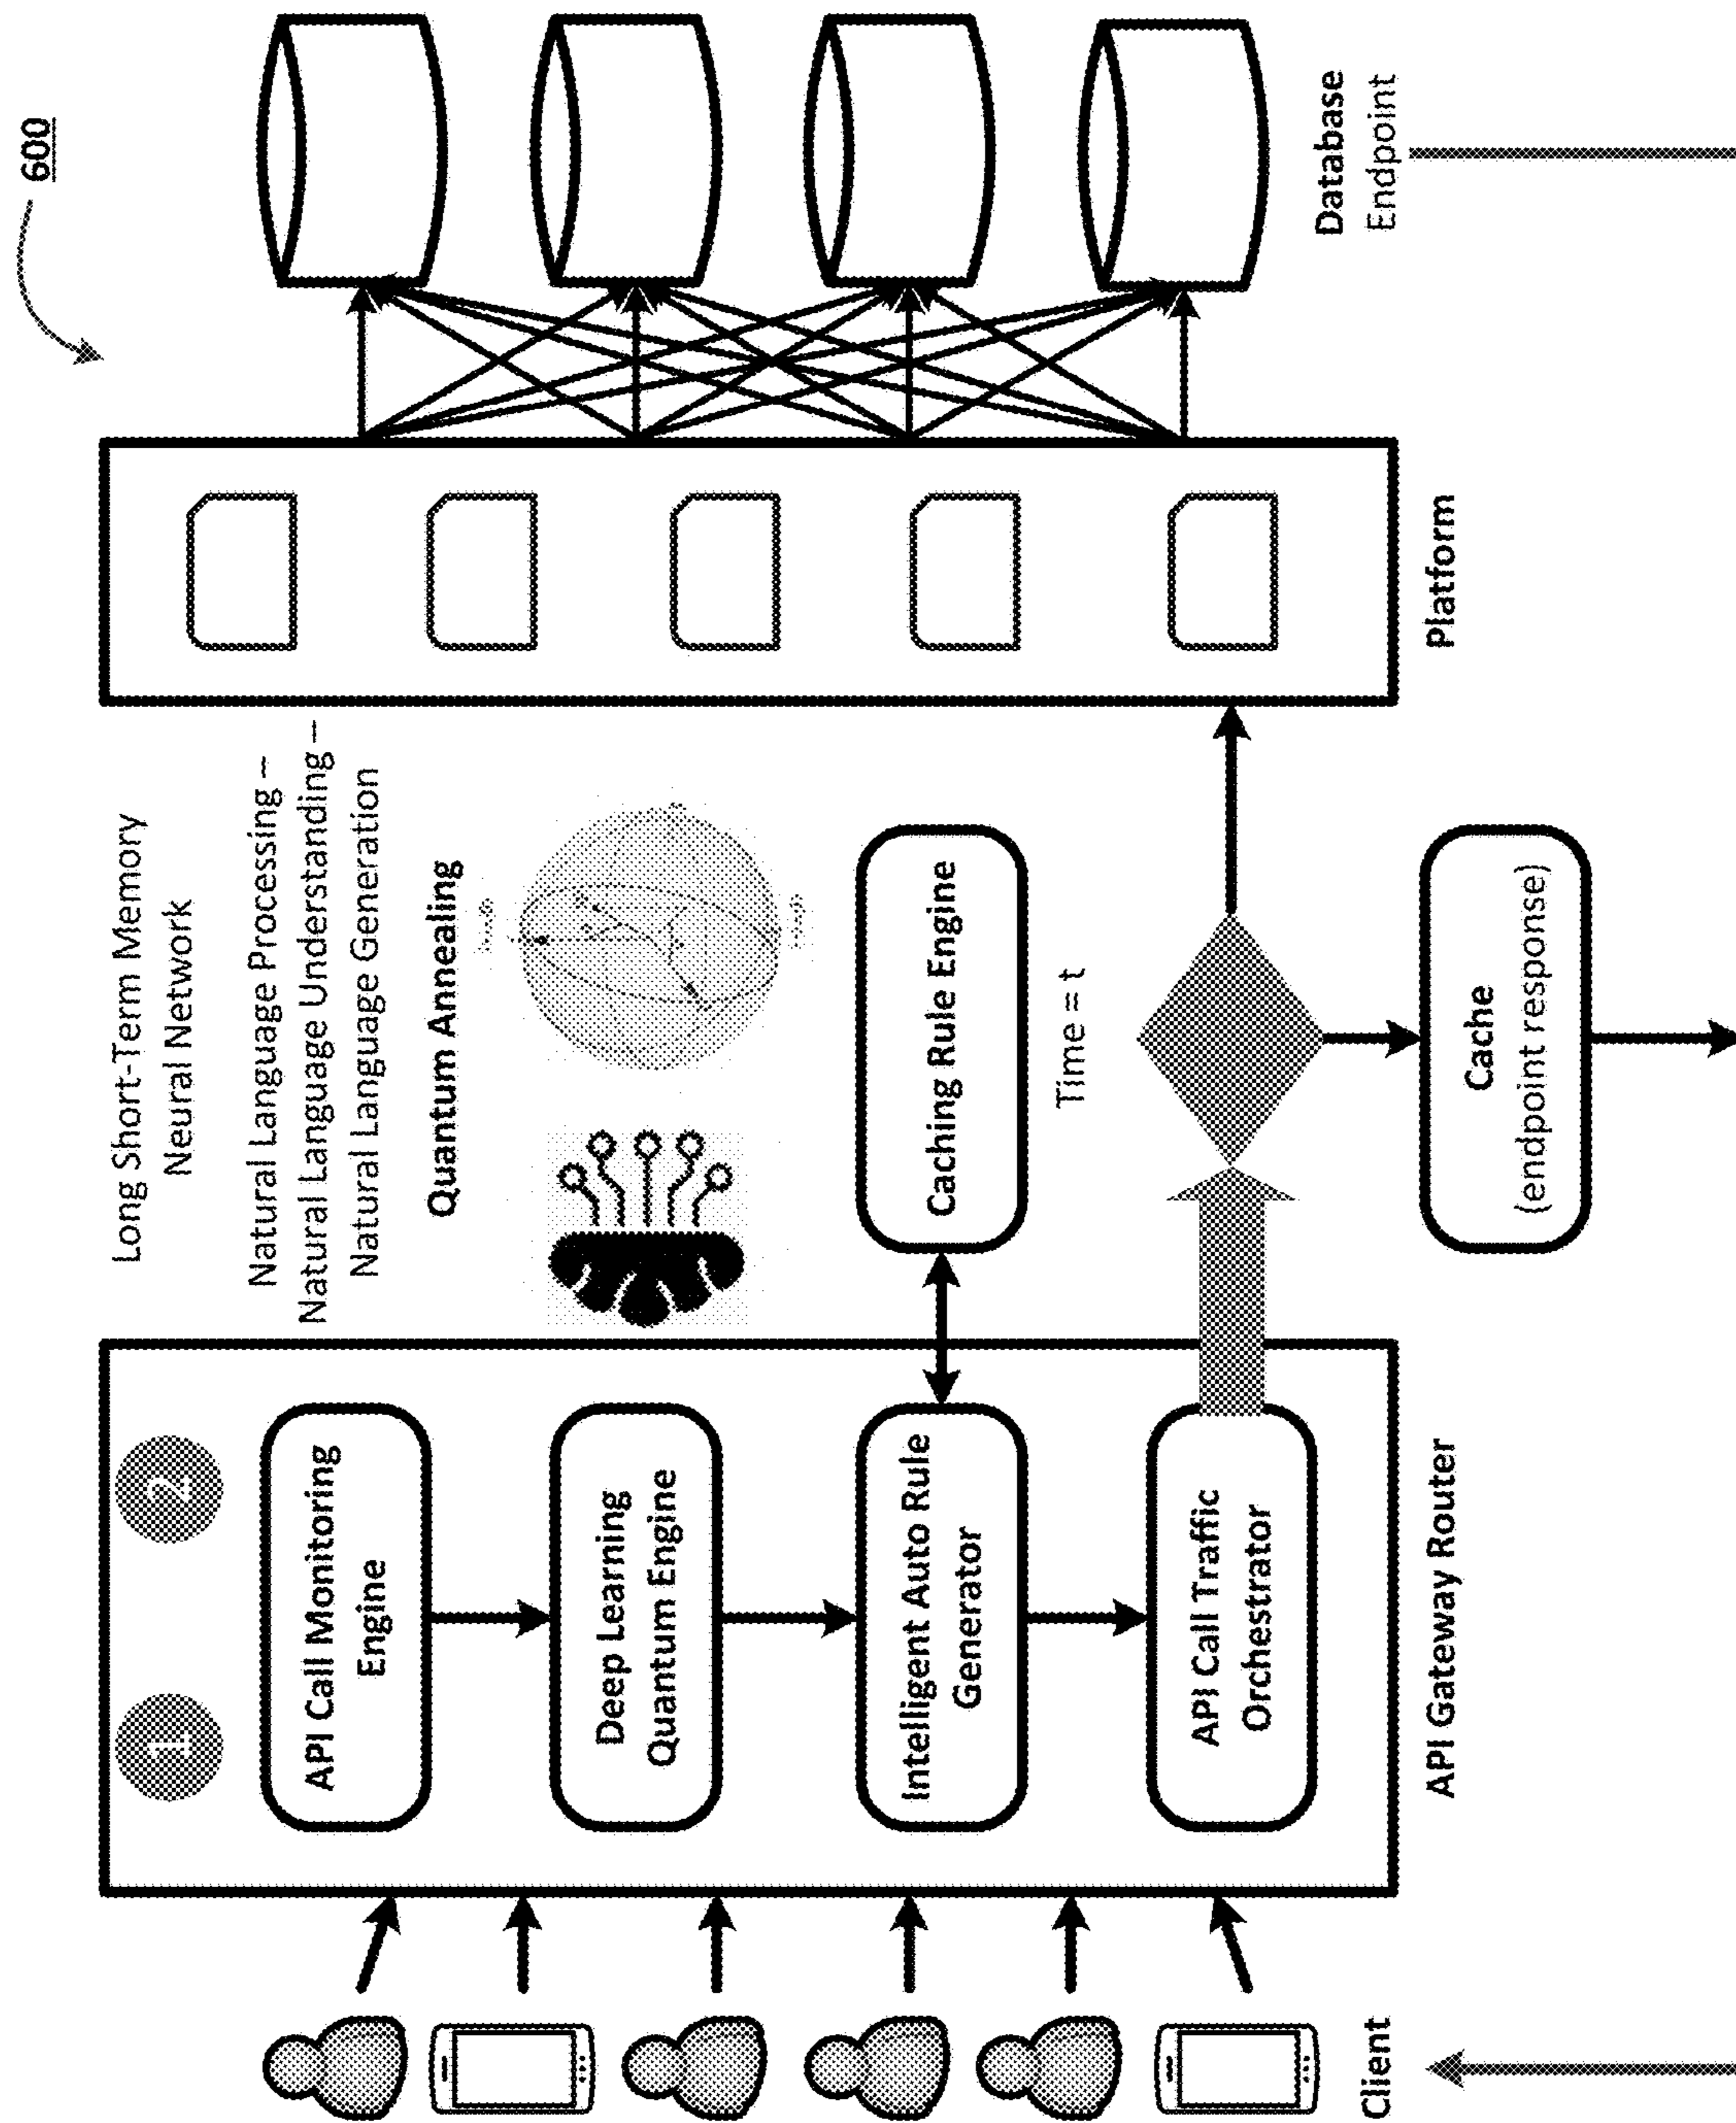 600
1
2
API Call Monitoring
Engine
Deep Learning
Quantum Engine
Intelligent Auto Rule
Generator
API Call Traffic
Orchestrator
Long Short-Term Memory
Neural Network
Natural Language Processing –
Natural Language Understanding –
Natural Language Generation
Quantum Annealing
Caching Rule Engine
Time = t
Cache
(endpoint response)
Client
API Gateway Router
Platform
Database
Endpoint